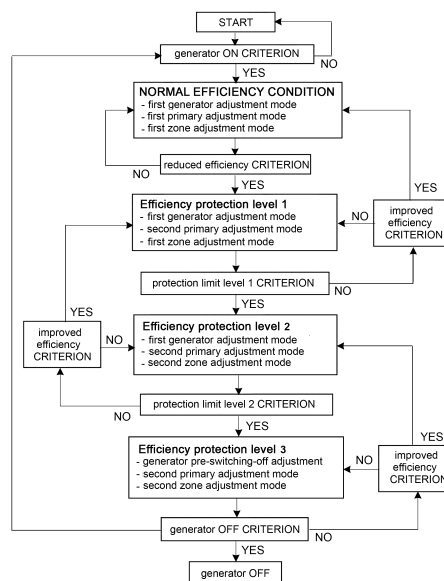 START
generator ON CRITERION
NO
YES
NORMAL EFFICIENCY CONDITION
- first generator adjustment mode
- first primary adjustment mode
- first zone adjustment mode
NO
reduced efficiency CRITERION
YES
YES
Efficiency protection level 1
- first generator adjustment mode
- second primary adjustment mode
- first zone adjustment mode
NO
improved
efficiency
CRITERION
protection limit level 1 CRITERION
NO
YES
YES
Efficiency protection level 2
- first generator adjustment mode
- second primary adjustment mode
- second zone adjustment mode
improved
efficiency
CRITERION
NO
NO
protection limit level 2 CRITERION
YES
YES
Efficiency protection level 3
- generator pre-switching-off adjustment
- second primary adjustment mode
- second zone adjustment mode
NO
improved
efficiency
CRITERION
generator OFF CRITERION
NO
YES
generator OFF